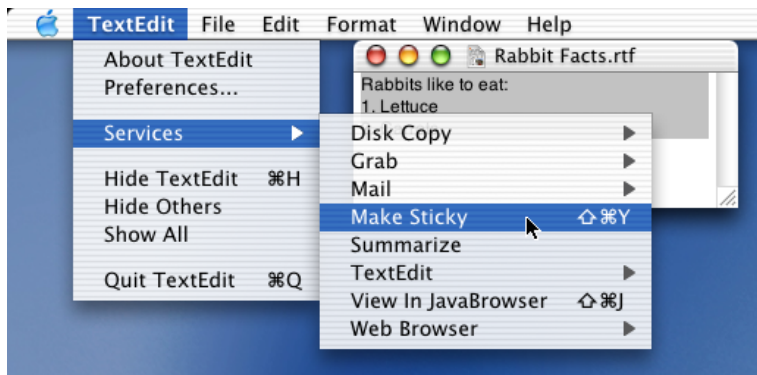 TextEdit File Edit Format Window Help
About TextEdit
Preferences...
Services
Hide TextEdit ⌘H
Hide Others
Show All
Quit TextEdit ⌘Q
Rabbit Facts.rtf
Rabbits like to eat:
1. Lettuce
Disk Copy
Grab
Mail
Make Sticky ⇧⌘Y
Summarize
TextEdit
View In JavaBrowser ⇧⌘J
Web Browser